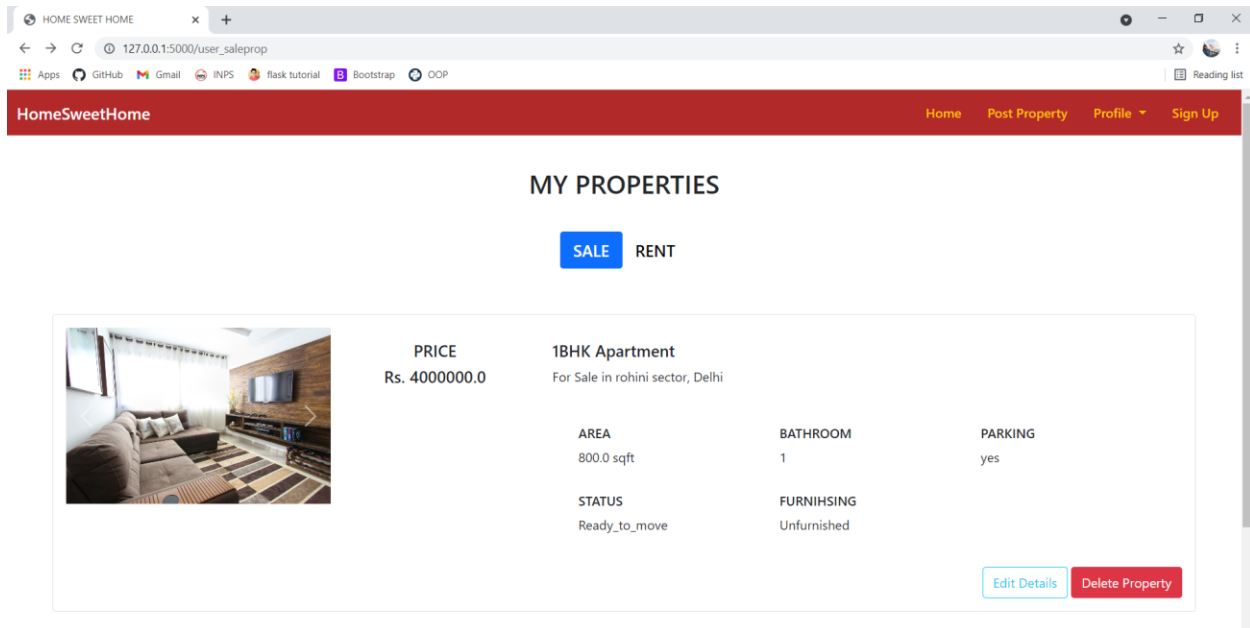 HOME SWEET HOME
127.0.0.1:5000/user_saleprop
Apps GitHub Gmail INPS flask tutorial B Bootstrap OOP Reading list
HomeSweetHome Home Post Property Profile Sign Up
MY PROPERTIES
SALE RENT
PRICE
Rs. 4000000.0
1BHK Apartment
For Sale in rohini sector, Delhi
AREA BATHROOM PARKING
800.0 sqft 1 yes
STATUS FURNIHSING
Ready_to_move Unfurnished
Edit Details Delete Property